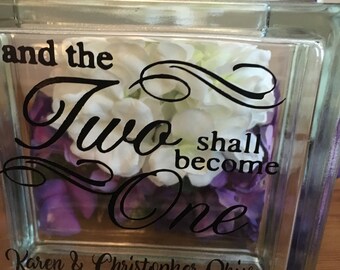 and the
Two shall
become
One
Karen & Christopher